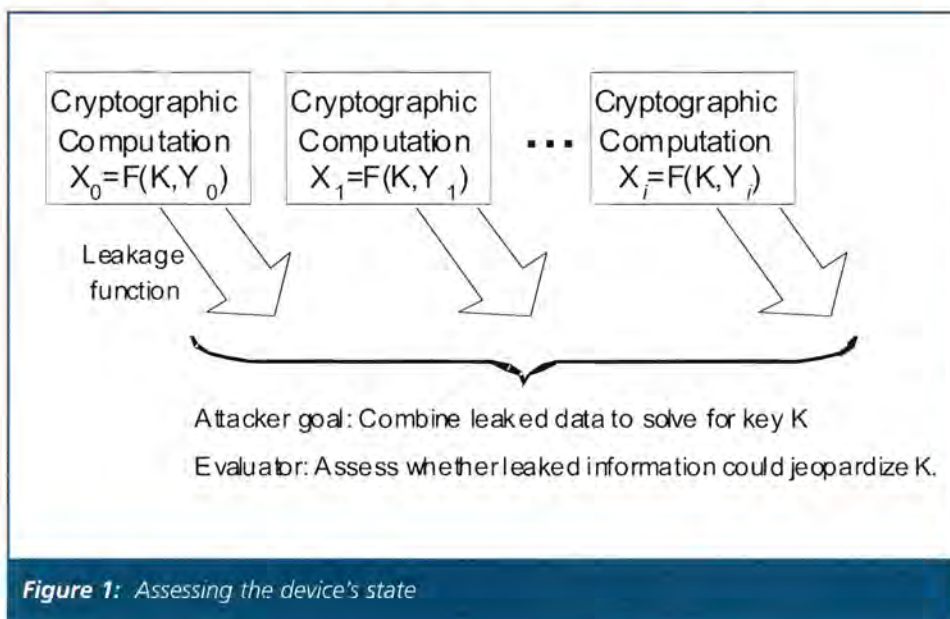 Cryptographic Computation X₀=F(K,Y₀)
Cryptographic Computation X₁=F(K,Y₁)
...
Cryptographic Computation Xᵢ=F(K,Yᵢ)
Leakage
function
Attacker goal: Combine leaked data to solve for key K
Evaluator: Assess whether leaked information could jeopardize K.
Figure 1: Assessing the device's state